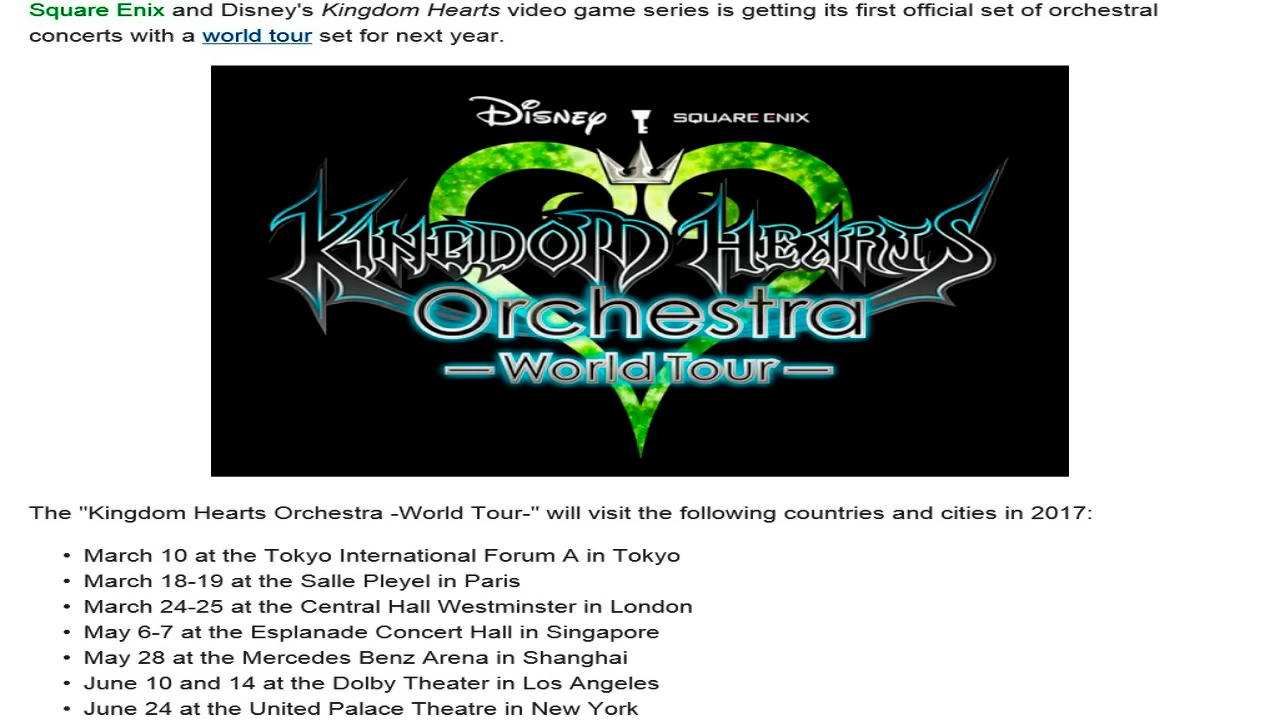 Square Enix and Disney's Kingdom Hearts video game series is getting its first official set of orchestral
concerts with a world tour set for next year.
Disney SQUARE ENIX
KINGDOM HEARTS
Orchestra
-World Tour-
The "Kingdom Hearts Orchestra -World Tour-" will visit the following countries and cities in 2017:
• March 10 at the Tokyo International Forum A in Tokyo
• March 18-19 at the Salle Pleyel in Paris
• March 24-25 at the Central Hall Westminster in London
• May 6-7 at the Esplanade Concert Hall in Singapore
• May 28 at the Mercedes Benz Arena in Shanghai
• June 10 and 14 at the Dolby Theater in Los Angeles
• June 24 at the United Palace Theatre in New York